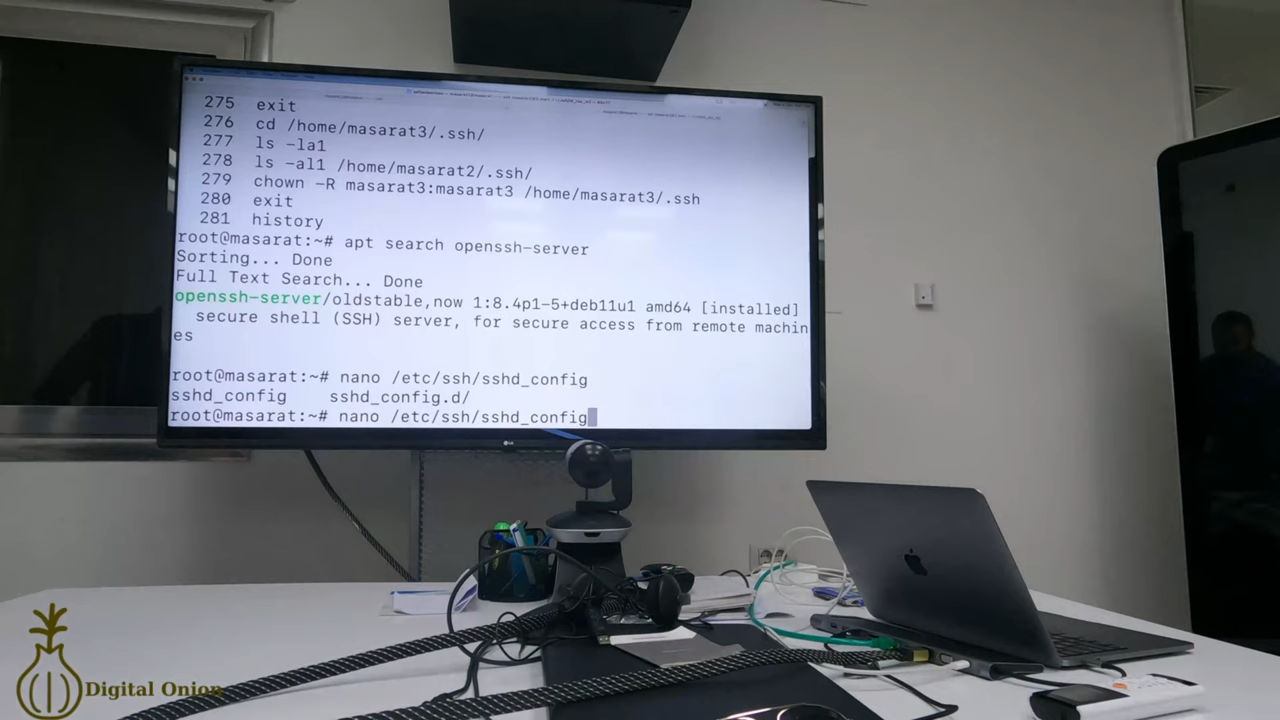 275 exit
276 cd /home/masarat3/.ssh/
277 ls -la1
278 ls -al1 /home/masarat2/.ssh/
279 chown -R masarat3:masarat3 /home/masarat3/.ssh
280 exit
281 history
root@masarat:~# apt search openssh-server
Sorting... Done
Full Text Search... Done
openssh-server/oldstable,now 1:8.4p1-5+deb11u1 amd64 [installed]
secure shell (SSH) server, for secure access from remote machin
es
root@masarat:~# nano /etc/ssh/sshd_config
sshd_config sshd_config.d/
root@masarat:~# nano /etc/ssh/sshd_config
LG
Digital Onion